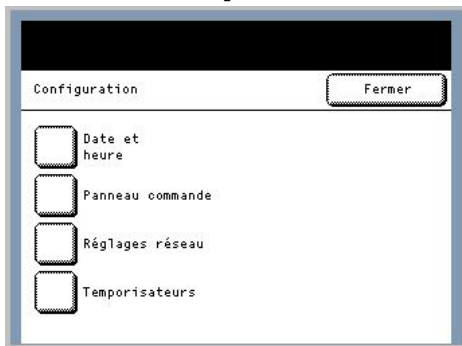 Configuration
Fermer
Date et
heure
Panneau commande
Réglages réseau
Temporisateurs